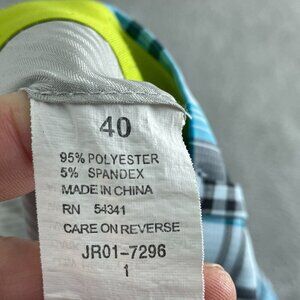 40
95% POLYESTER
5% SPANDEX
MADE IN CHINA
RN 54341
CARE ON REVERSE
JR01-7296
1